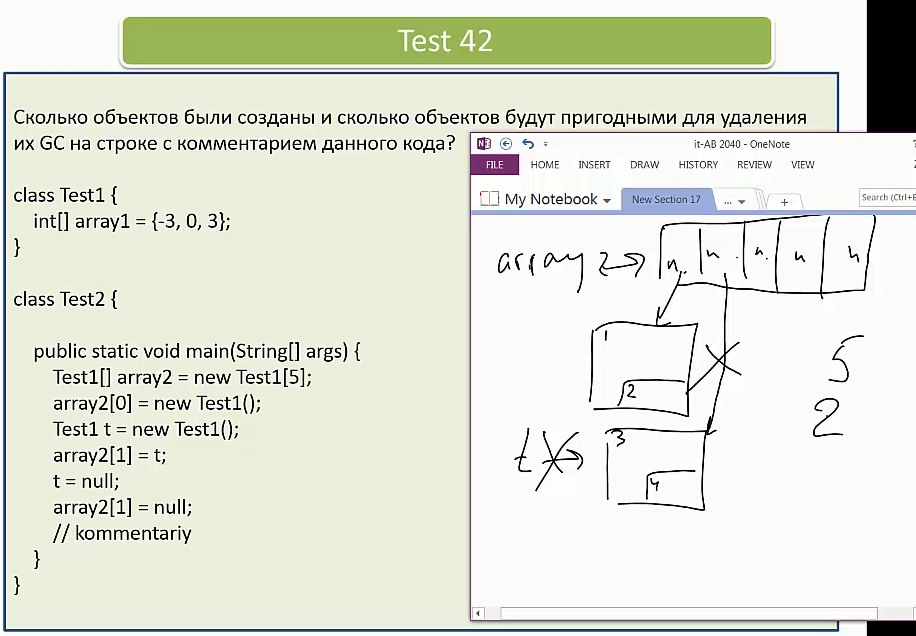 Test 42
Сколько объектов были созданы и сколько объектов будут пригодными для удаления
их GC на строке с комментарием данного кода?
class Test1 {
int[] array1 = {-3, 0, 3};
}
class Test2 {
public static void main(String[] args) {
Test1[] array2 = new Test1[5];
array2[0] = new Test1();
Test1 t = new Test1();
array2[1] = t;
t = null;
array2[1] = null;
// kommentariy
}
}
it-AB 2040 - OneNote
FILE HOME INSERT DRAW HISTORY REVIEW VIEW
My Notebook New Section 17 ... + Search (Ctrl+E
array 2 n n n n n
1
2
5
2
t 3
4